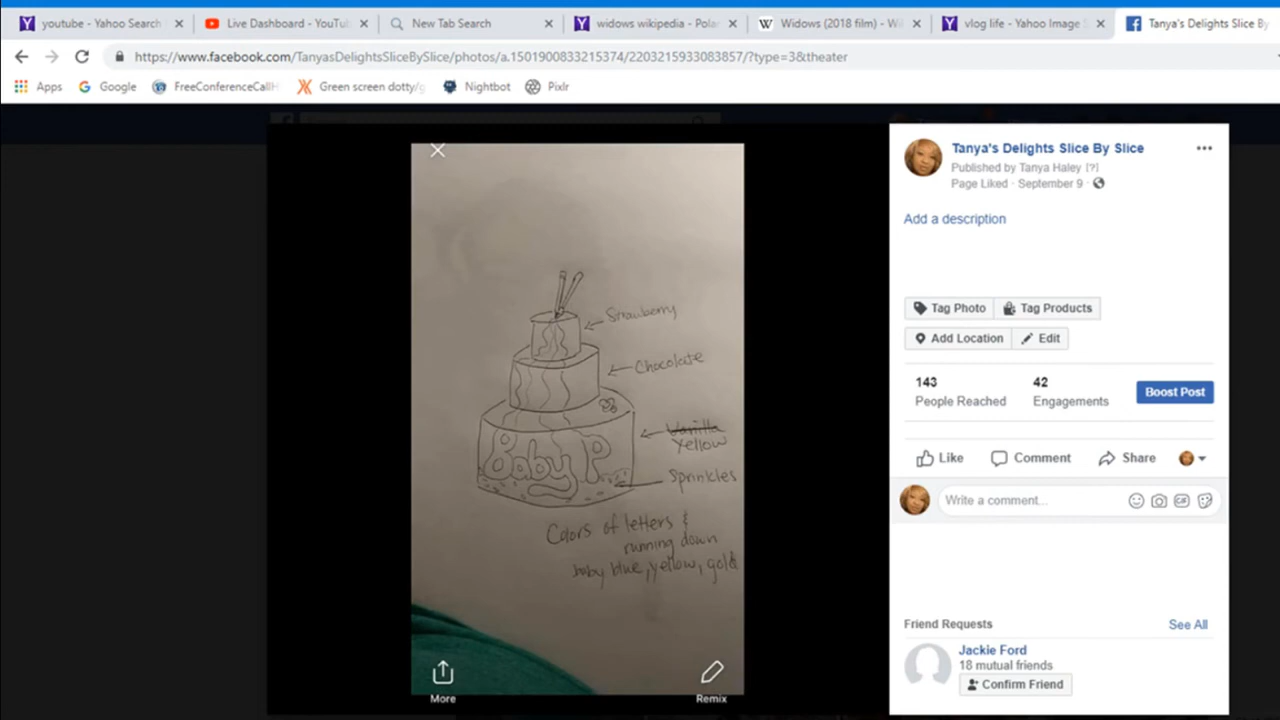 youtube - Yahoo Search
Live Dashboard - YouTu
New Tab Search
widows wikipedia - Polar
Widows (2018 film) - Wi
vlog life - Yahoo Image S
Tanya's Delights Slice By
https://www.facebook.com/TanyasDelightsSliceBySlice/photos/a.1501900833215374/2203215933083857/?type=3&theater
Apps
Google
FreeConferenceCallH
Green screen dotty/g
Nightbot
Pixlr
Strawberry
Chocolate
Vanilla
Yellow
Baby P
Sprinkles
Colors of letters &
running down
baby blue, yellow, gold
More
Remix
Tanya's Delights Slice By Slice
Published by Tanya Haley [?]
Page Liked · September 9 ·
Add a description
Tag Photo
Tag Products
Add Location
Edit
143
People Reached
42
Engagements
Boost Post
Like
Comment
Share
Write a comment...
Friend Requests
See All
Jackie Ford
18 mutual friends
Confirm Friend